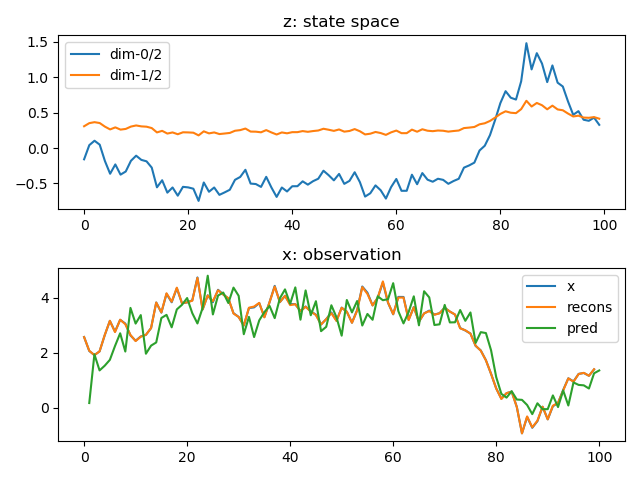 z: state space
1.5
1.0
0.5
0.0
−0.5
dim-0/2
dim-1/2
0 20 40 60 80 100
x: observation
4
2
0
x
recons
pred
0 20 40 60 80 100